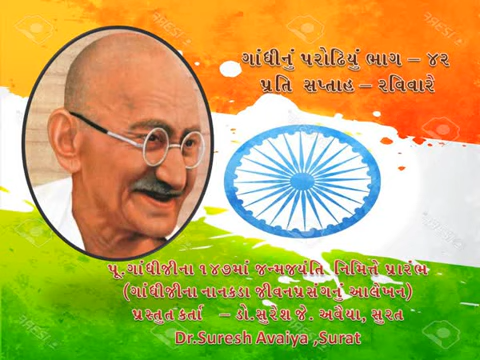 ગાંધીનું પરોઢિયું ભાગ – ૪૨
પ્રતિ સપ્તાહ – રવિવારે
પૂ.ગાંધીજીના ૧૪૭માં જન્મજયંતિ નિમિત્તે પ્રારંભ
(ગાંધીજીના નાનકડા જીવનપ્રસંગનું આલેખન)
પ્રસ્તુતકર્તા – ડો.સુરેશ જે. અવૈયા, સુરત
Dr.Suresh Avaiya ,Surat